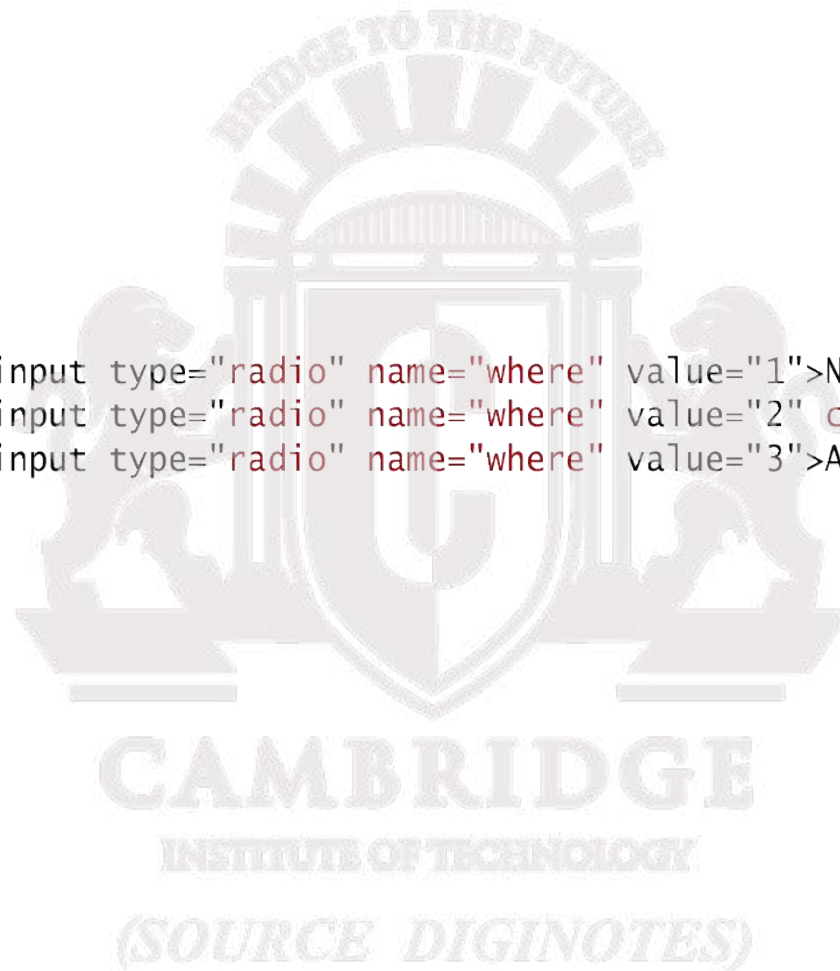 BRIDGE TO THE FUTURE
input type="radio" name="where" value="1">N
input type="radio" name="where" value="2" c
input type="radio" name="where" value="3">A
C
CAMBRIDGE
INSTITUTE OF TECHNOLOGY
(SOURCE DIGINOTES)